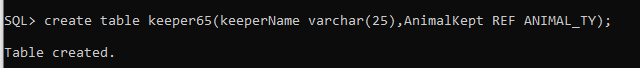 SQL> create table keeper65(keeperName varchar(25),AnimalKept REF ANIMAL_TY);
Table created.